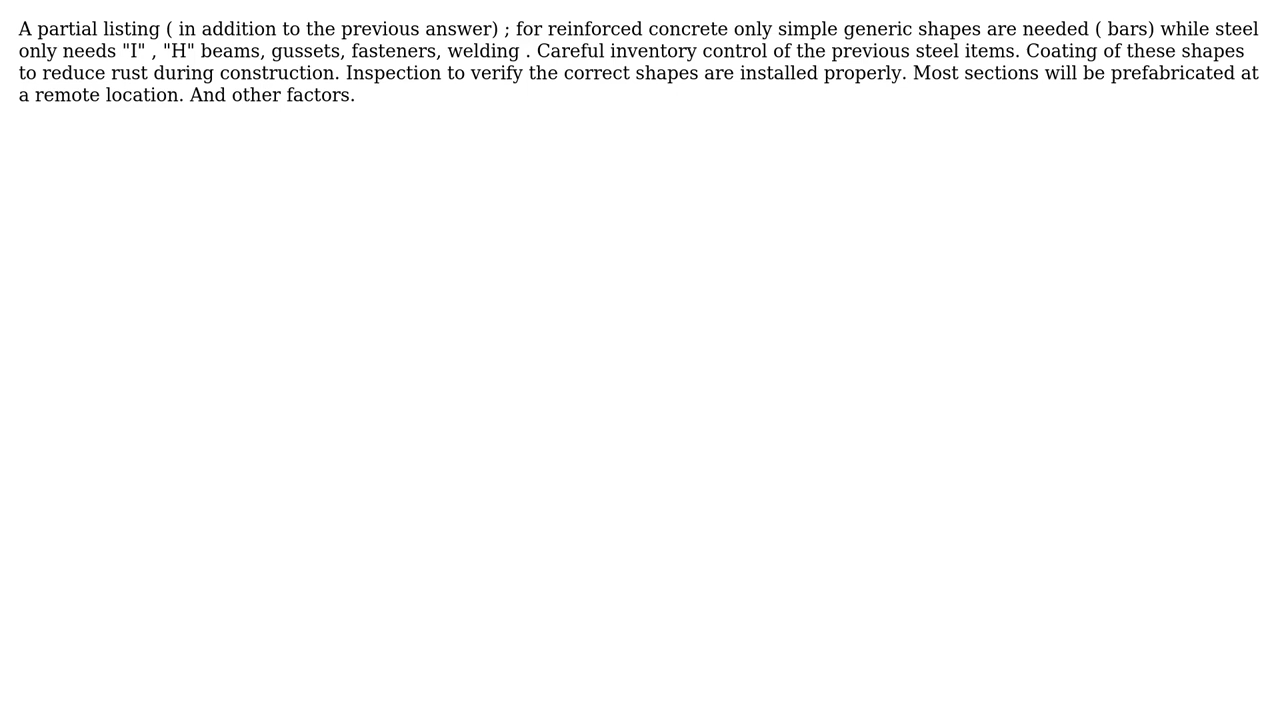 A partial listing ( in addition to the previous answer) ; for reinforced concrete only simple generic shapes are needed ( bars) while steel
only needs "I" , "H" beams, gussets, fasteners, welding . Careful inventory control of the previous steel items. Coating of these shapes
to reduce rust during construction. Inspection to verify the correct shapes are installed properly. Most sections will be prefabricated at
a remote location. And other factors.